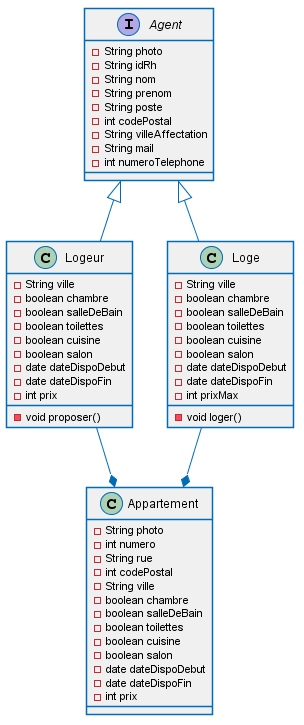 I Agent
String photo
String idRh
String nom
String prenom
String poste
int codePostal
String villeAffectation
String mail
int numeroTelephone
C Logeur
String ville
boolean chambre
boolean salleDeBain
boolean toilettes
boolean cuisine
boolean salon
date dateDispoDebut
date dateDispoFin
int prix
void proposer()
C Loge
String ville
boolean chambre
boolean salleDeBain
boolean toilettes
boolean cuisine
boolean salon
date dateDispoDebut
date dateDispoFin
int prixMax
void loger()
C Appartement
String photo
int numero
String rue
int codePostal
String ville
boolean chambre
boolean salleDeBain
boolean toilettes
boolean cuisine
boolean salon
date dateDispoDebut
date dateDispoFin
int prix